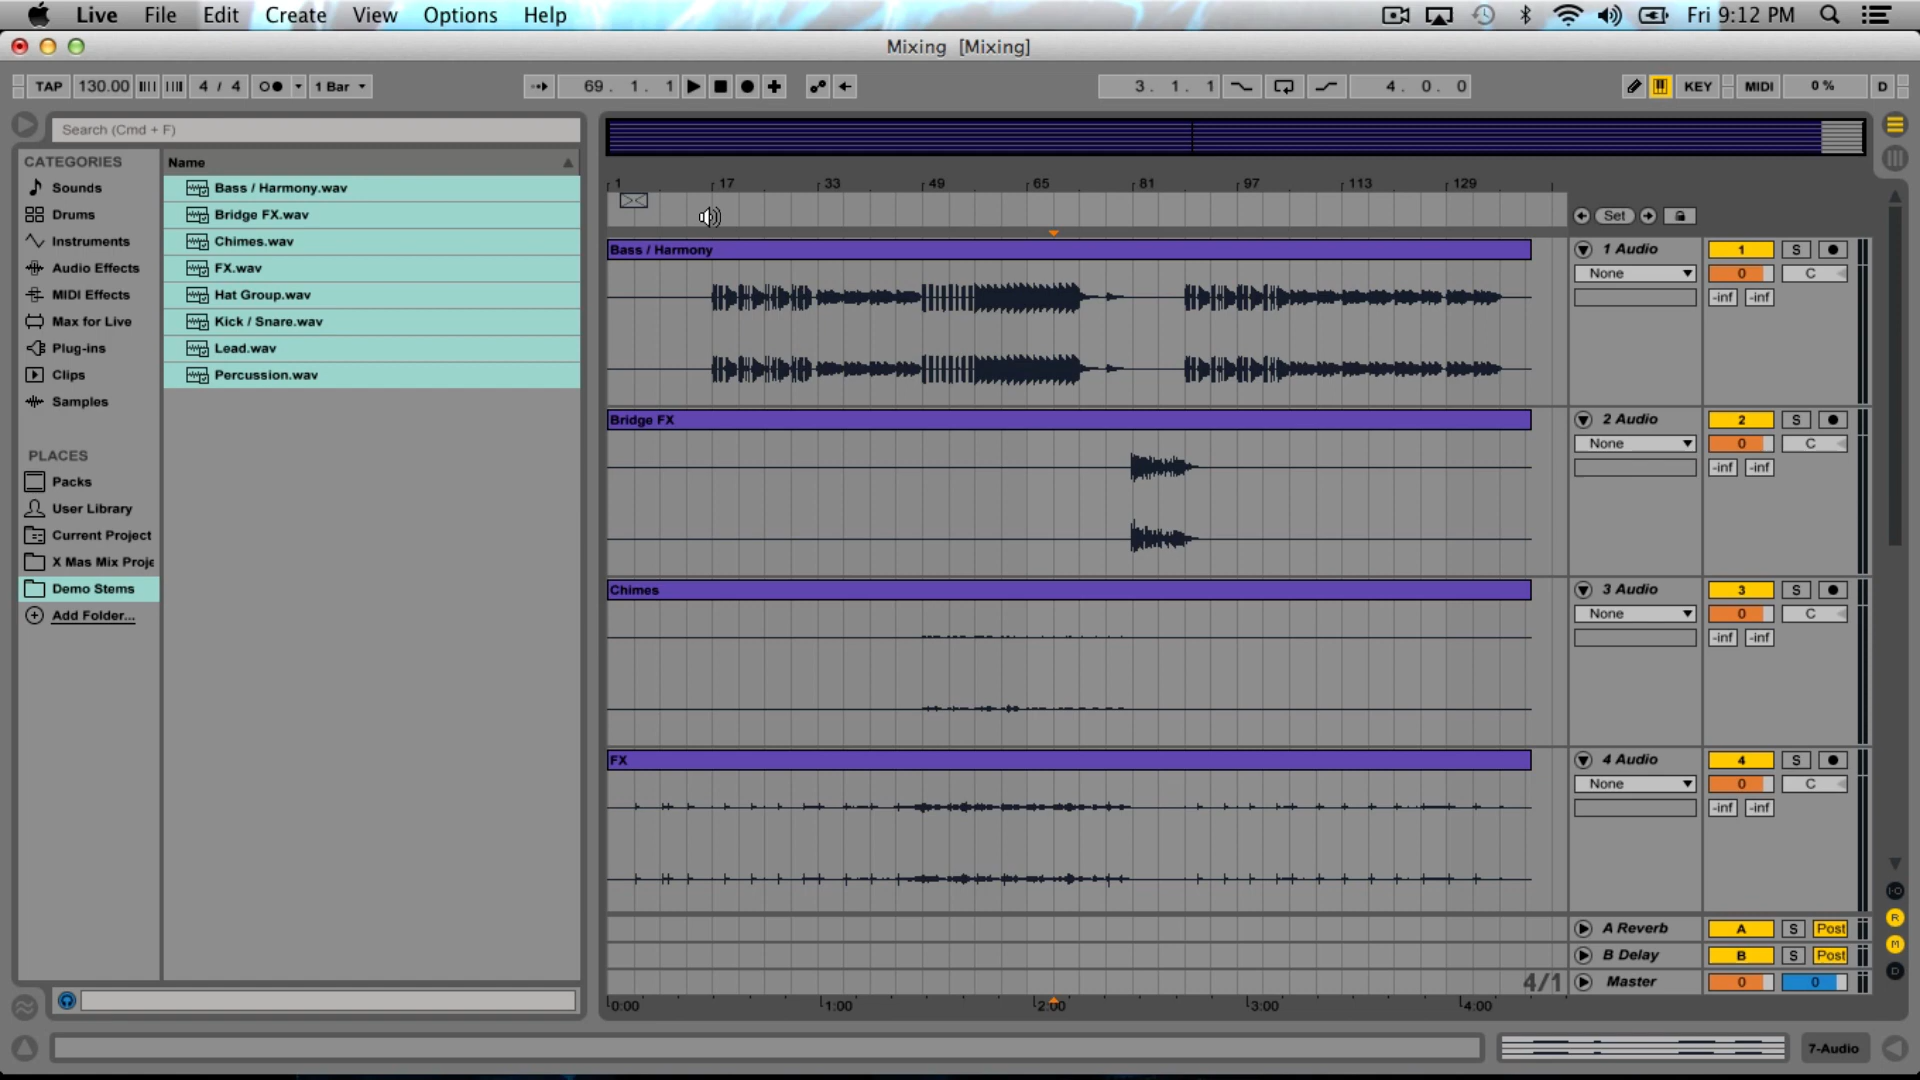 Live File Edit Create View Options Help Fri 9:12 PM
Mixing [Mixing]
TAP 130.00 4 / 4 1 Bar 69. 1. 1 3. 1. 1 4. 0. 0 KEY MIDI 0 % D
Search (Cmd + F)
CATEGORIES
Sounds
Drums
Instruments
Audio Effects
MIDI Effects
Max for Live
Plug-ins
Clips
Samples
PLACES
Packs
User Library
Current Project
X Mas Mix Proje
Demo Stems
Add Folder...
Name
Bass / Harmony.wav
Bridge FX.wav
Chimes.wav
FX.wav
Hat Group.wav
Kick / Snare.wav
Lead.wav
Percussion.wav
1 17 33 49 65 81 97 113 129
Set
Bass / Harmony
1 Audio 1 S
None 0 C
-inf -inf
Bridge FX
2 Audio 2 S
None 0 C
-inf -inf
Chimes
3 Audio 3 S
None 0 C
-inf -inf
FX
4 Audio 4 S
None 0 C
-inf -inf
A Reverb A S Post
B Delay B S Post
4/1 Master 0 0
0:00 1:00 2:00 3:00 4:00
I-O
R
M
D
7-Audio